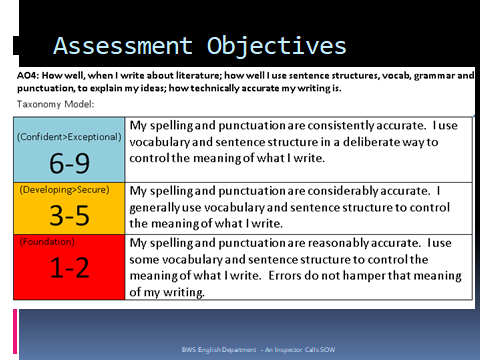 Assessment Objectives
AO4: How well, when I write about literature; how well I use sentence structures, vocab, grammar and
punctuation, to explain my ideas; how technically accurate my writing is.
Taxonomy Model:
(Confident>Exceptional)
6-9
My spelling and punctuation are consistently accurate. I use
vocabulary and sentence structure in a deliberate way to
control the meaning of what I write.
(Developing>Secure)
3-5
My spelling and punctuation are considerably accurate. I
generally use vocabulary and sentence structure to control
the meaning of what I write.
(Foundation)
1-2
My spelling and punctuation are reasonably accurate. I use
some vocabulary and sentence structure to control the
meaning of what I write. Errors do not hamper that meaning
of my writing.
BWS English Department - An Inspector Calls SOW